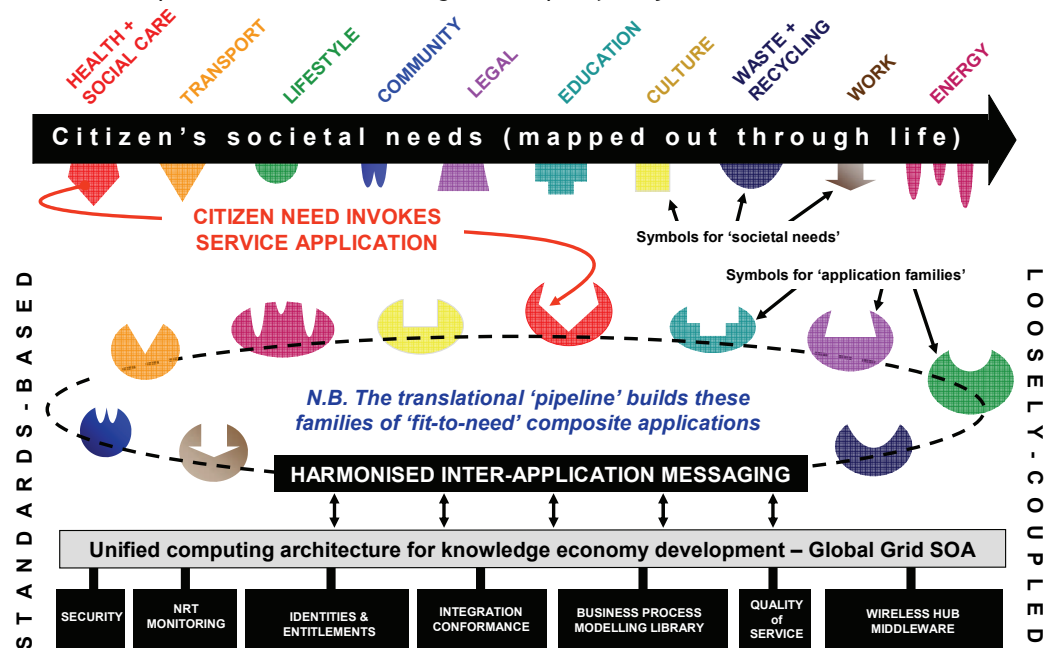 HEALTH +
SOCIAL CARE
TRANSPORT
LIFESTYLE
COMMUNITY
LEGAL
EDUCATION
CULTURE
WASTE +
RECYCLING
WORK
ENERGY
Citizen's societal needs (mapped out through life)
CITIZEN NEED INVOKES
SERVICE APPLICATION
Symbols for 'societal needs'
Symbols for 'application families'
STANDARDS-BASED
LOOSELY-COUPLED
N.B. The translational 'pipeline' builds these
families of 'fit-to-need' composite applications
HARMONISED INTER-APPLICATION MESSAGING
Unified computing architecture for knowledge economy development – Global Grid SOA
SECURITY
NRT
MONITORING
IDENTITIES &
ENTITLEMENTS
INTEGRATION
CONFORMANCE
BUSINESS PROCESS
MODELLING LIBRARY
QUALITY
of
SERVICE
WIRELESS HUB
MIDDLEWARE